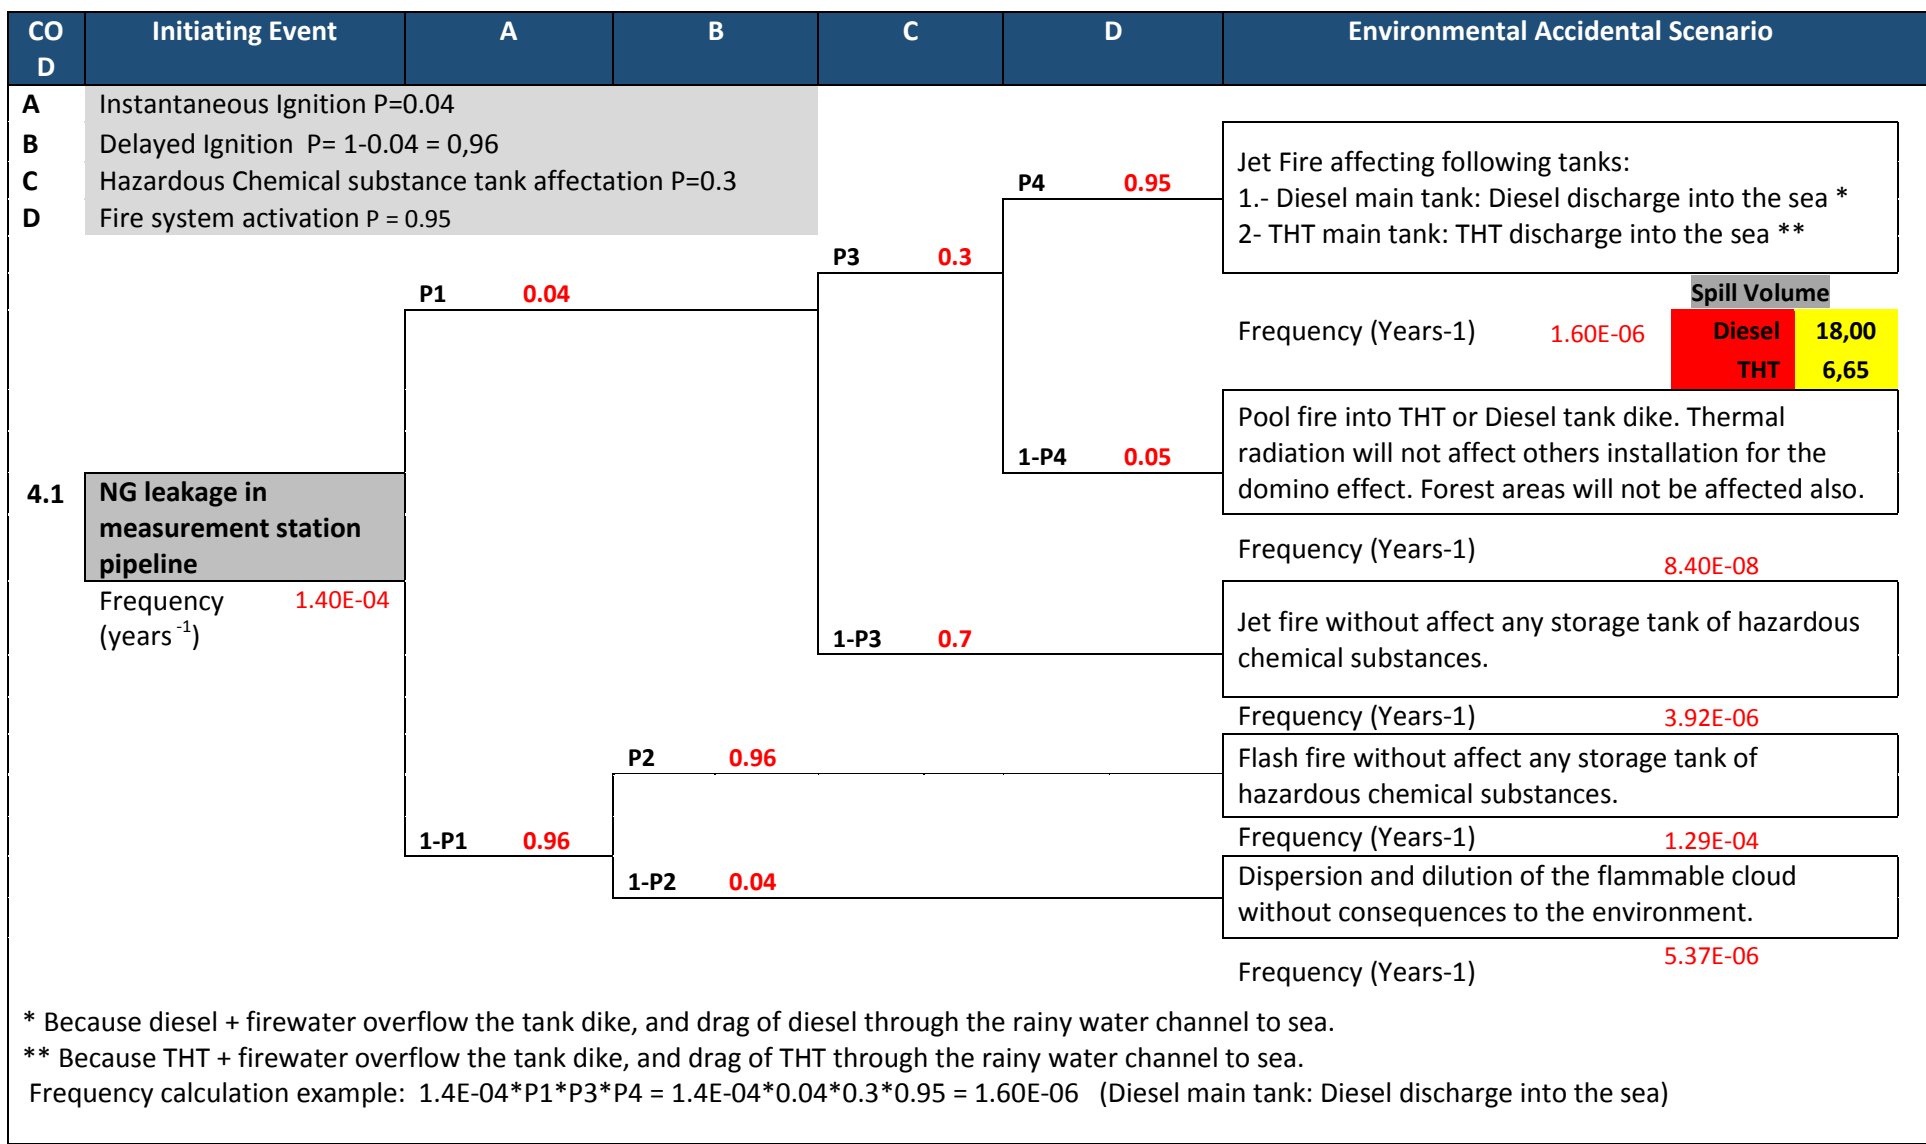 COD Initiating Event A B C D Environmental Accidental Scenario
A Instantaneous Ignition P=0.04
B Delayed Ignition P= 1-0.04 = 0,96
C Hazardous Chemical substance tank affectation P=0.3
D Fire system activation P = 0.95
P4 0.95
Jet Fire affecting following tanks:
1.- Diesel main tank: Diesel discharge into the sea *
2- THT main tank: THT discharge into the sea **
P3 0.3
P1 0.04
Spill Volume
Frequency (Years-1) 1.60E-06
Diesel 18,00
THT 6,65
1-P4 0.05
Pool fire into THT or Diesel tank dike. Thermal
radiation will not affect others installation for the
domino effect. Forest areas will not be affected also.
4.1 NG leakage in
measurement station
pipeline
Frequency (Years-1) 8.40E-08
Frequency 1.40E-04
(years -1)
1-P3 0.7
Jet fire without affect any storage tank of hazardous
chemical substances.
Frequency (Years-1) 3.92E-06
P2 0.96
Flash fire without affect any storage tank of
hazardous chemical substances.
1-P1 0.96
Frequency (Years-1) 1.29E-04
1-P2 0.04
Dispersion and dilution of the flammable cloud
without consequences to the environment.
Frequency (Years-1) 5.37E-06
* Because diesel + firewater overflow the tank dike, and drag of diesel through the rainy water channel to sea.
** Because THT + firewater overflow the tank dike, and drag of THT through the rainy water channel to sea.
Frequency calculation example: 1.4E-04*P1*P3*P4 = 1.4E-04*0.04*0.3*0.95 = 1.60E-06 (Diesel main tank: Diesel discharge into the sea)